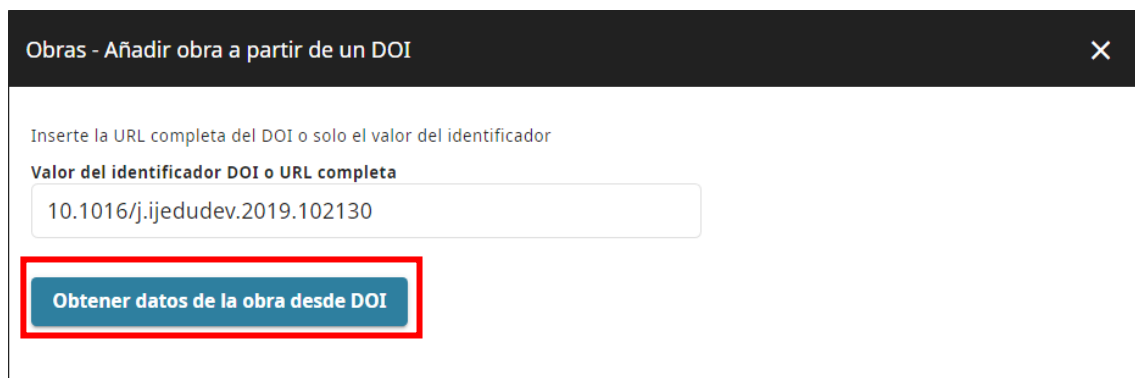 Obras - Añadir obra a partir de un DOI
Inserte la URL completa del DOI o solo el valor del identificador
Valor del identificador DOI o URL completa
10.1016/j.ijedudev.2019.102130
Obtener datos de la obra desde DOI